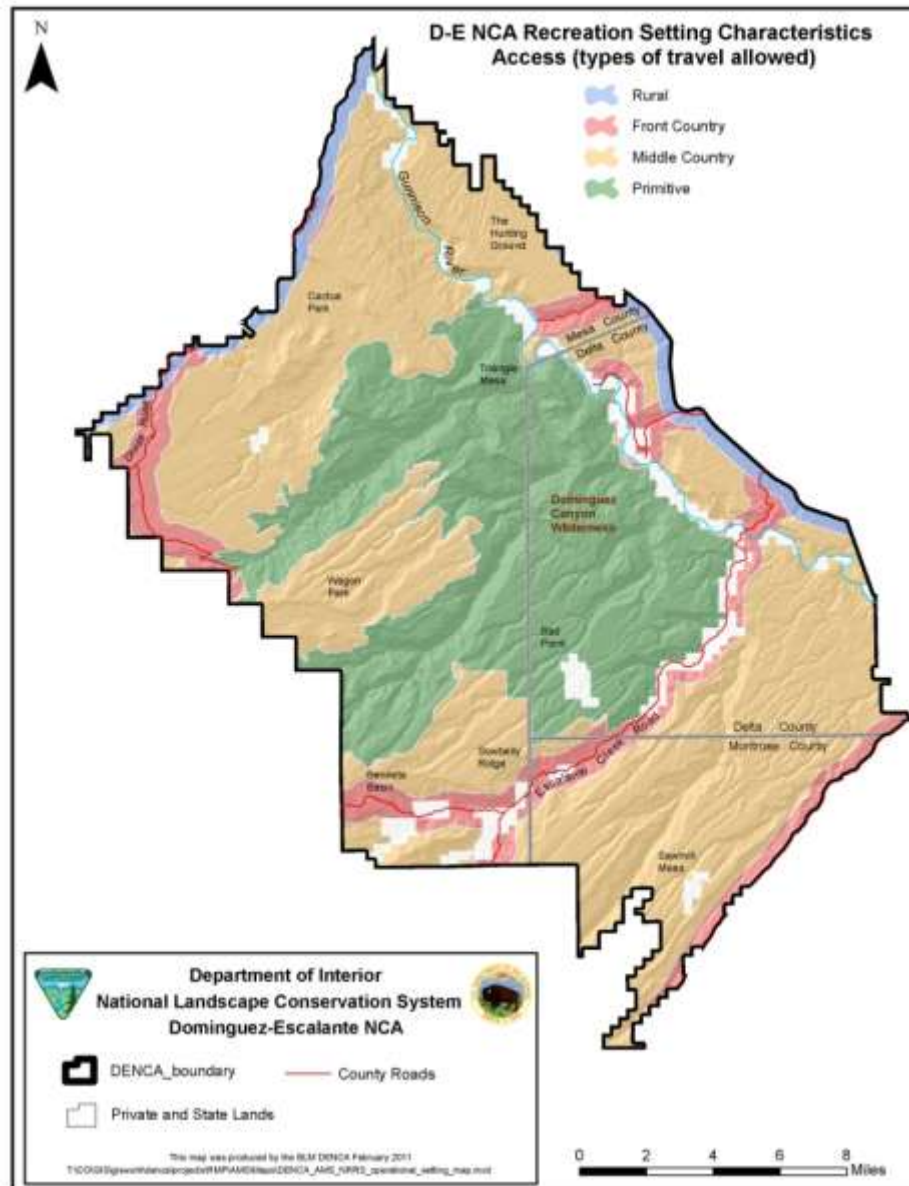 N
D-E NCA Recreation Setting Characteristics
Access (types of travel allowed)
Rural
Front Country
Middle Country
Primitive
Gunnison
River
The
Hunting
Ground
Cactus
Park
Mesa County
Delta County
Triangle
Mesa
Dominguez
Canyon
Wilderness
Wagon
Park
Delta County
Montrose County
Escalante Creek Road
Sowbelly
Ridge
Sawmill
Mesa
Department of Interior
National Landscape Conservation System
Dominguez-Escalante NCA
DENCA_boundary
County Roads
Private and State Lands
This map was produced by the BLM DENCA February 2011
0 2 4 6 8
Miles